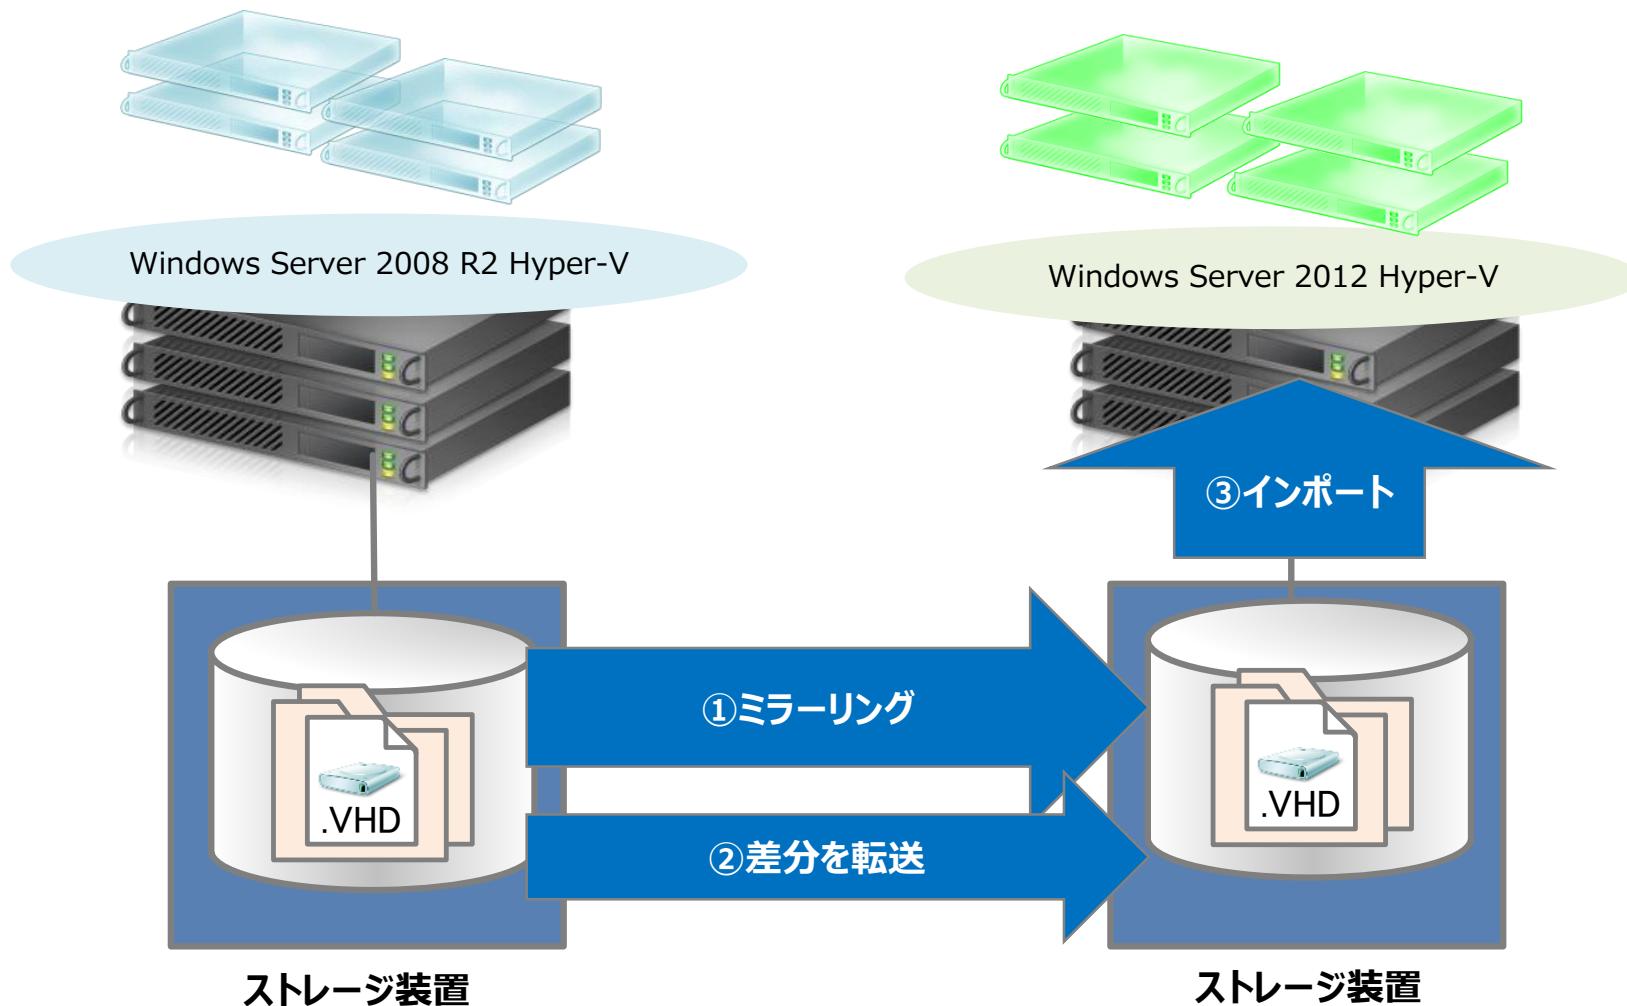 Windows Server 2008 R2 Hyper-V
Windows Server 2012 Hyper-V
③インポート
①ミラーリング
.VHD
.VHD
②差分を転送
ストレージ装置
ストレージ装置